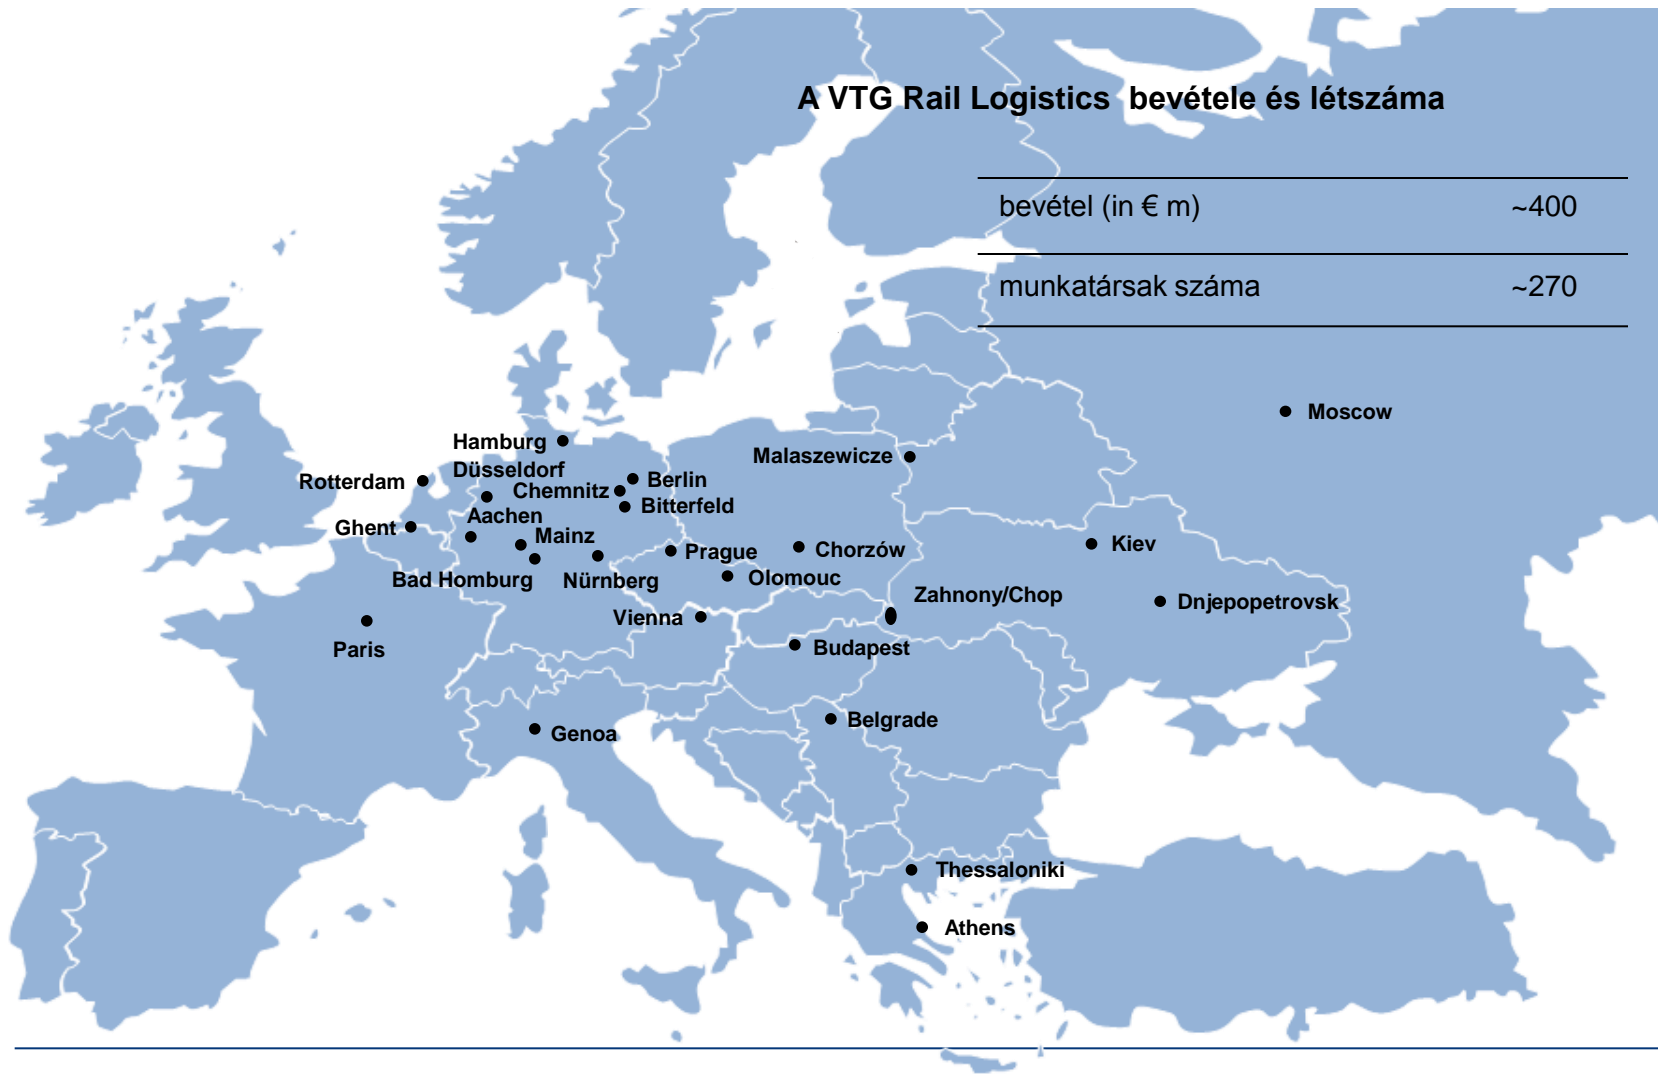 A VTG Rail Logistics bevétele és létszáma
bevétel (in € m) ~400
munkatársak száma ~270
Moscow
Hamburg
Malaszewicze
Düsseldorf
Rotterdam
Berlin
Chemnitz
Bitterfeld
Aachen
Ghent
Mainz
Kiev
Prague
Chorzów
Bad Homburg
Nürnberg
Olomouc
Zahnony/Chop
Dnjepopetrovsk
Vienna
Paris
Budapest
Belgrade
Genoa
Thessaloniki
Athens